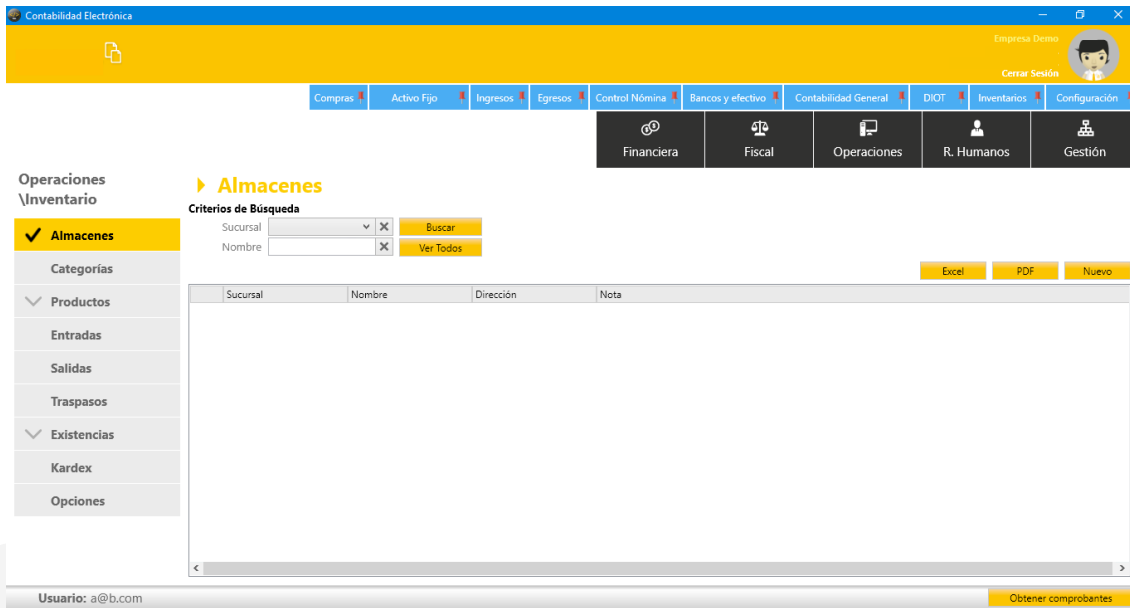 Contabilidad Electrónica
Empresa Demo
Cerrar Sesión
Compras Activo Fijo Ingresos Egresos Control Nómina Bancos y efectivo Contabilidad General DIOT Inventarios Configuración
Financiera Fiscal Operaciones R. Humanos Gestión
Operaciones
\Inventario
Almacenes
Categorías
Productos
Entradas
Salidas
Traspasos
Existencias
Kardex
Opciones
Almacenes
Criterios de Búsqueda
Sucursal Buscar
Nombre Ver Todos
Excel PDF Nuevo
Sucursal Nombre Dirección Nota
Usuario: a@b.com Obtener comprobantes